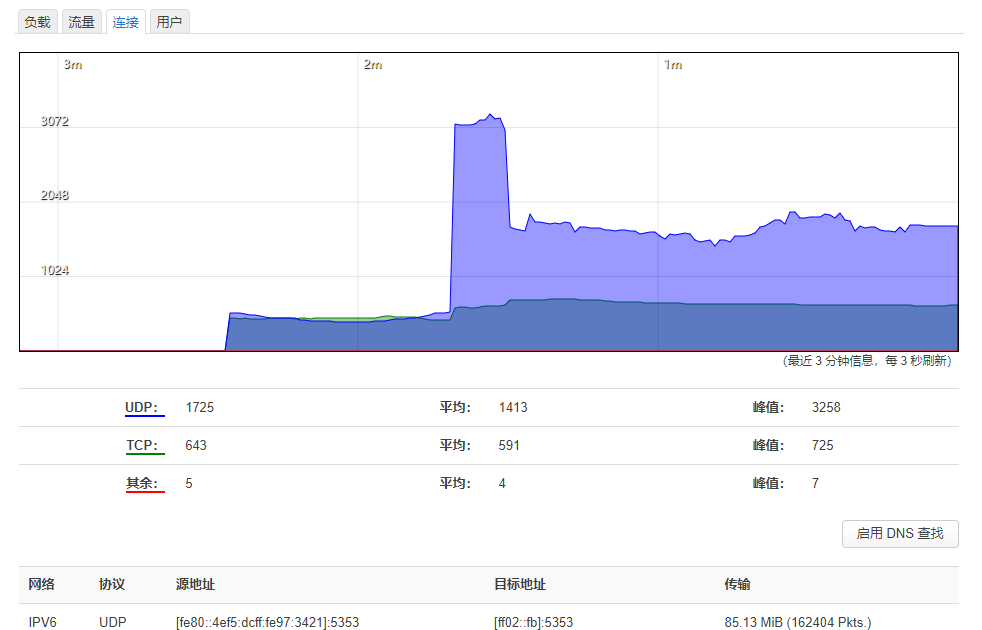 负载 流量 连接 用户
3m 2m 1m
3072
2048
1024
（最近 3 分钟信息，每 3 秒刷新）
UDP： 1725 平均： 1413 峰值： 3258
TCP： 643 平均： 591 峰值： 725
其余： 5 平均： 4 峰值： 7
启用 DNS 查找
网络 协议 源地址 目标地址 传输
IPV6 UDP [fe80::4ef5:dcff:fe97:3421]:5353 [ff02::fb]:5353 85.13 MiB (162404 Pkts.)